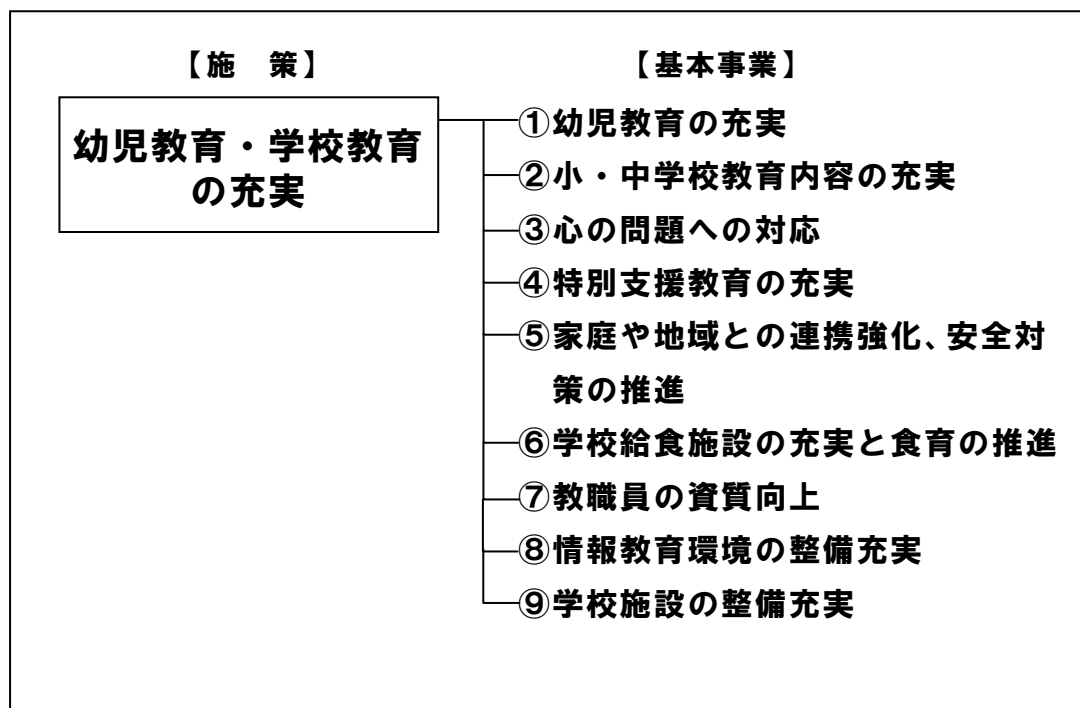 【施　策】
【基本事業】
幼児教育・学校教育
の充実
①幼児教育の充実
②小・中学校教育内容の充実
③心の問題への対応
④特別支援教育の充実
⑤家庭や地域との連携強化、安全対
策の推進
⑥学校給食施設の充実と食育の推進
⑦教職員の資質向上
⑧情報教育環境の整備充実
⑨学校施設の整備充実